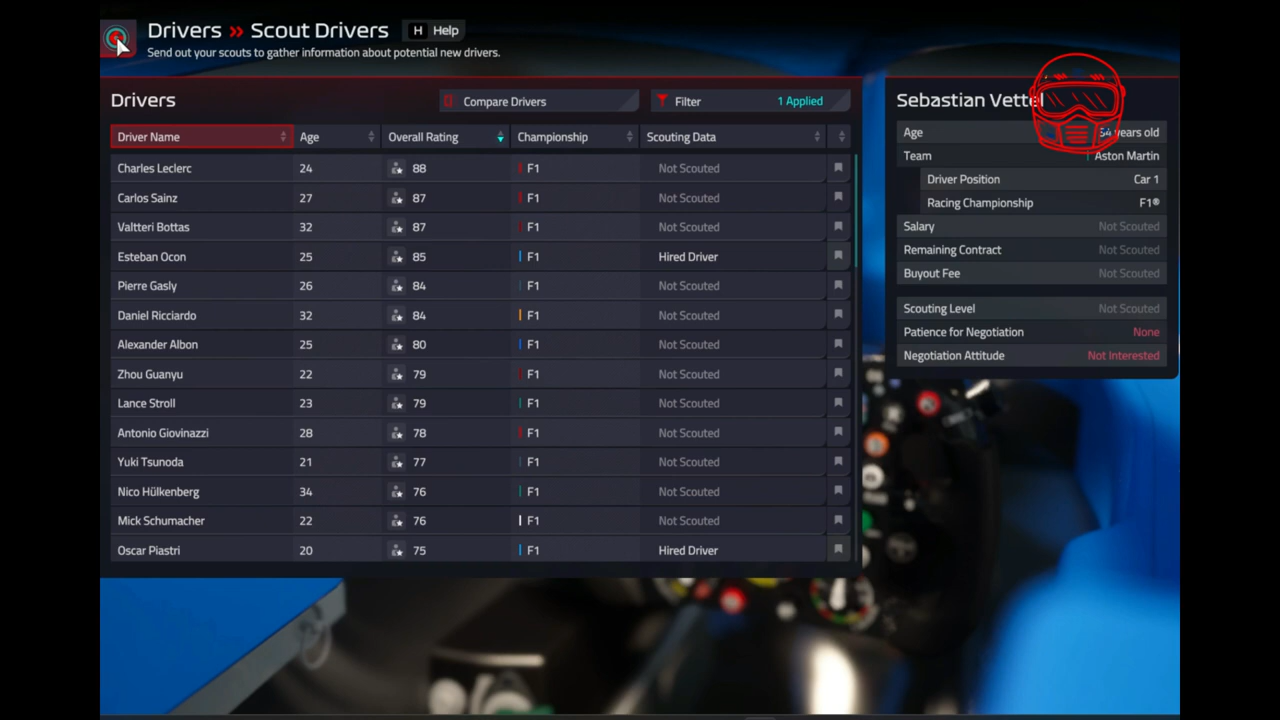 Drivers » Scout Drivers H Help
Send out your scouts to gather information about potential new drivers.
Drivers Compare Drivers Filter 1 Applied
Driver Name Age Overall Rating Championship Scouting Data
Charles Leclerc 24 88 F1 Not Scouted
Carlos Sainz 27 87 F1 Not Scouted
Valtteri Bottas 32 87 F1 Not Scouted
Esteban Ocon 25 85 F1 Hired Driver
Pierre Gasly 26 84 F1 Not Scouted
Daniel Ricciardo 32 84 F1 Not Scouted
Alexander Albon 25 80 F1 Not Scouted
Zhou Guanyu 22 79 F1 Not Scouted
Lance Stroll 23 79 F1 Not Scouted
Antonio Giovinazzi 28 78 F1 Not Scouted
Yuki Tsunoda 21 77 F1 Not Scouted
Nico Hülkenberg 34 76 F1 Not Scouted
Mick Schumacher 22 76 F1 Not Scouted
Oscar Piastri 20 75 F1 Hired Driver
Sebastian Vettel
Age years old
Team Aston Martin
Driver Position Car 1
Racing Championship F1®
Salary Not Scouted
Remaining Contract Not Scouted
Buyout Fee Not Scouted
Scouting Level Not Scouted
Patience for Negotiation None
Negotiation Attitude Not Interested